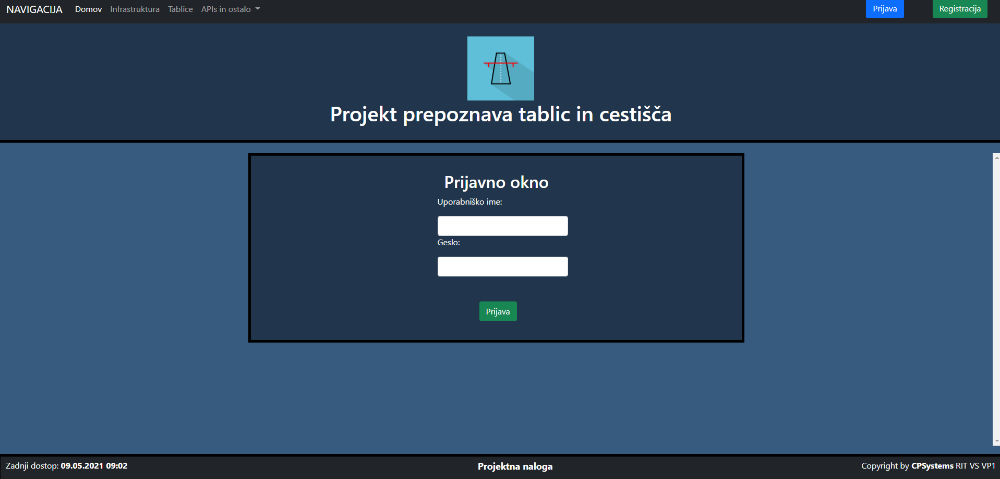 NAVIGACIJA Domov Infrastruktura Tablice APIs in ostalo Prijava Registracija
Projekt prepoznava tablic in cestišča
Prijavno okno
Uporabniško ime:
Geslo:
Prijava
Zadnji dostop: 09.05.2021 09:02 Projektna naloga Copyright by CPSystems RIT VS VP1